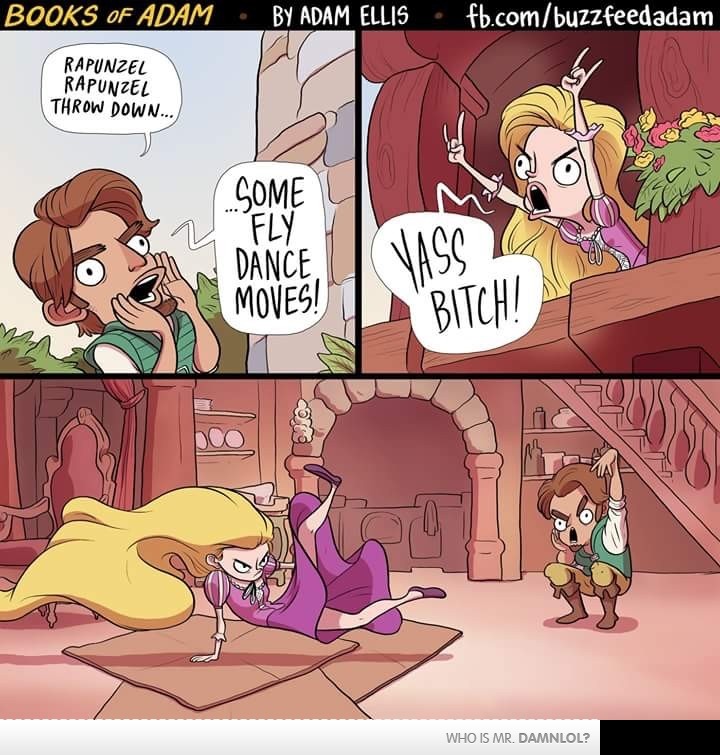 BOOKS OF ADAM • BY ADAM ELLIS • fb.com/buzzfeedadam
RAPUNZEL
RAPUNZEL
THROW DOWN...
...SOME
FLY
DANCE
MOVES!
YASS
BITCH!
WHO IS MR. DAMNLOL?